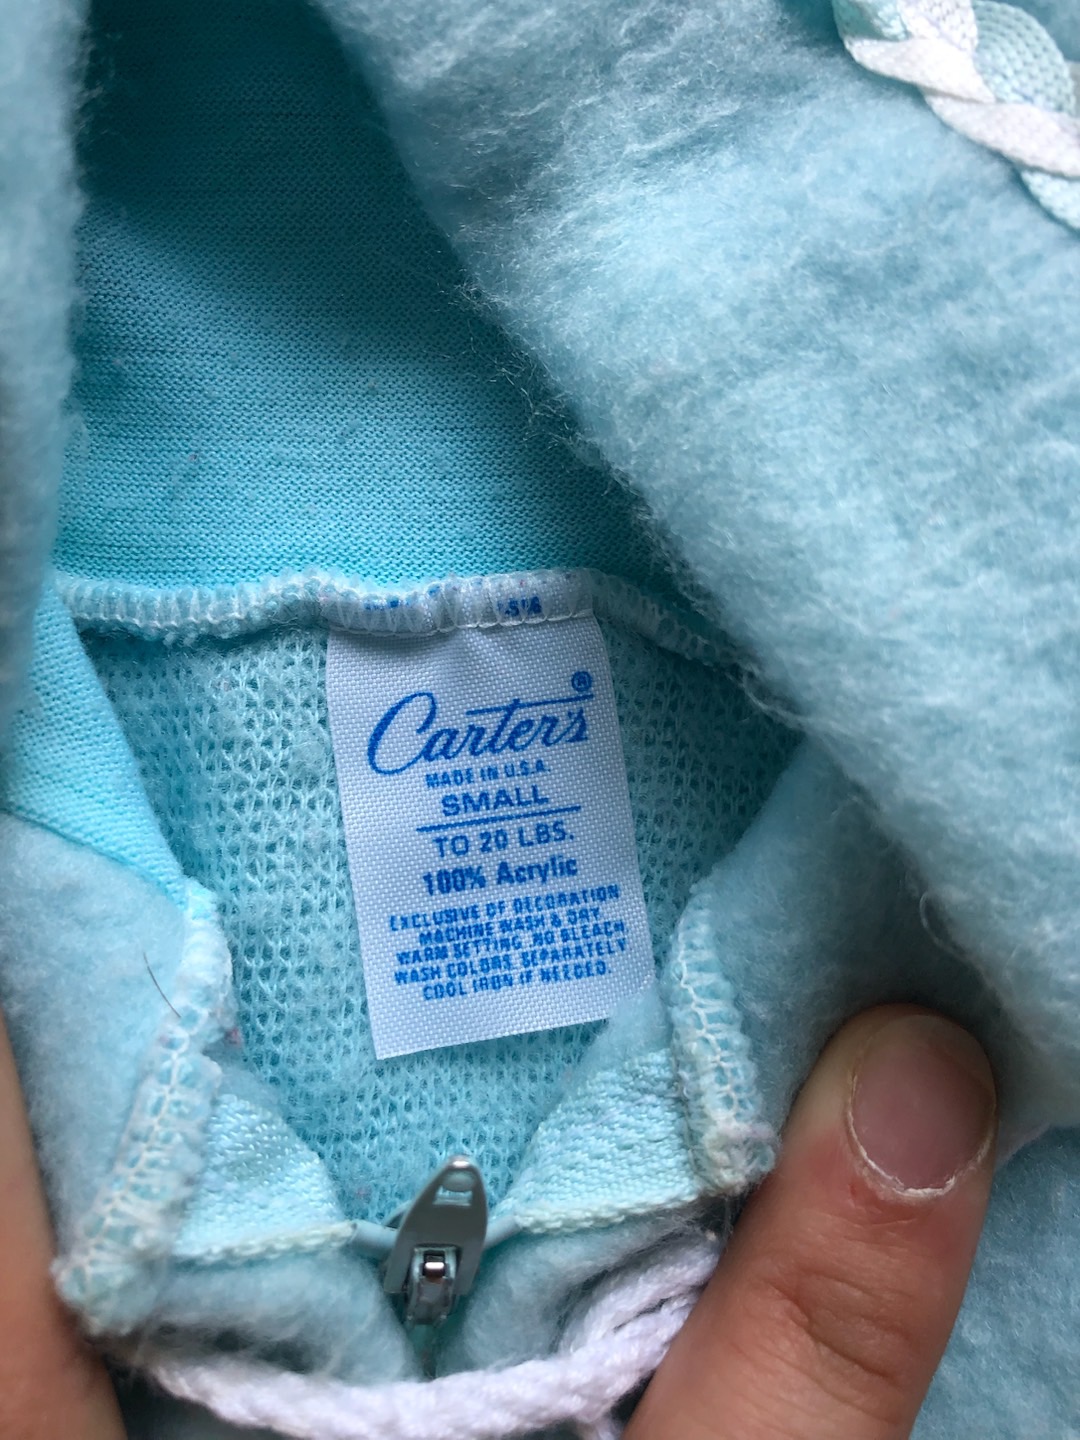 Carter's®
MADE IN U.S.A.
SMALL
TO 20 LBS.
100% Acrylic
EXCLUSIVE OF DECORATION
MACHINE WASH & DRY
WARM SETTING. NO BLEACH
WASH COLORS SEPARATELY
COOL IRON IF NEEDED.